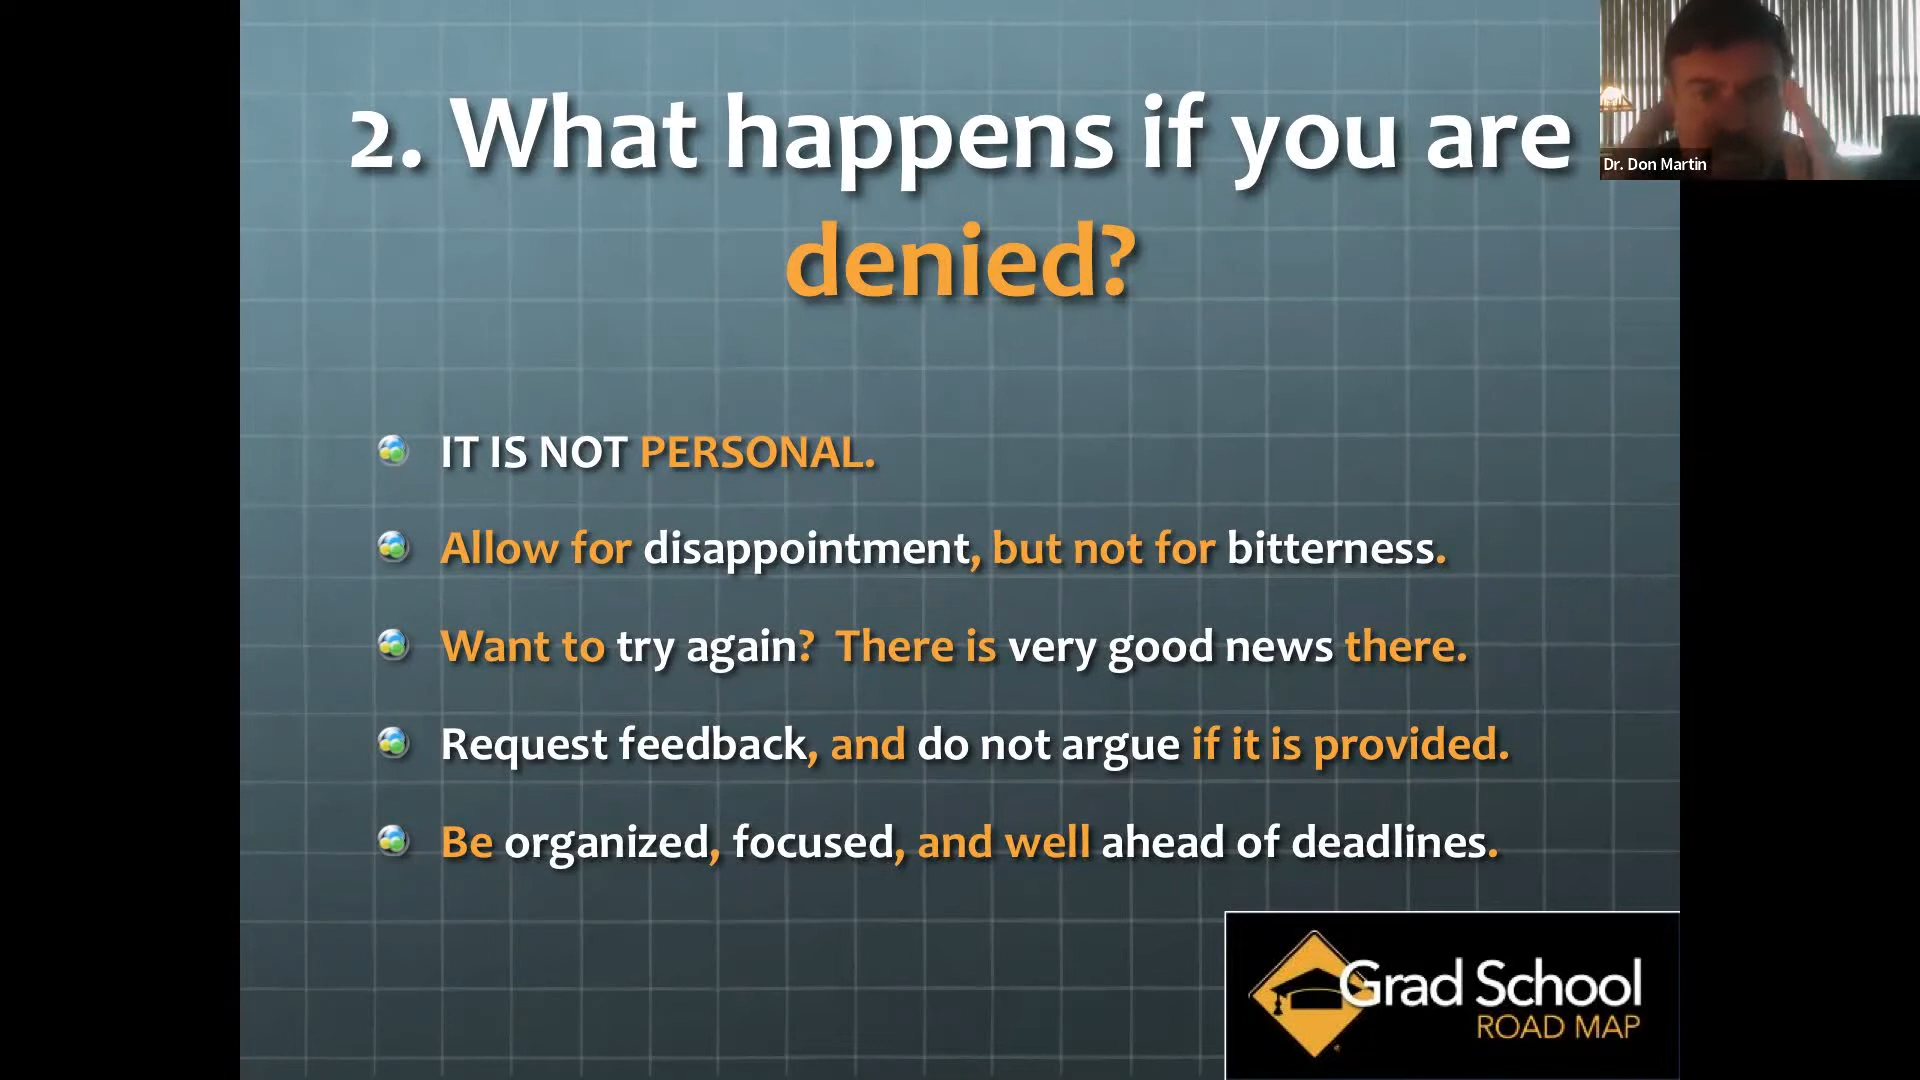 2. What happens if you are
denied?
Dr. Don Martin
IT IS NOT PERSONAL.
Allow for disappointment, but not for bitterness.
Want to try again?  There is very good news there.
Request feedback, and do not argue if it is provided.
Be organized, focused, and well ahead of deadlines.
Grad School
ROAD MAP